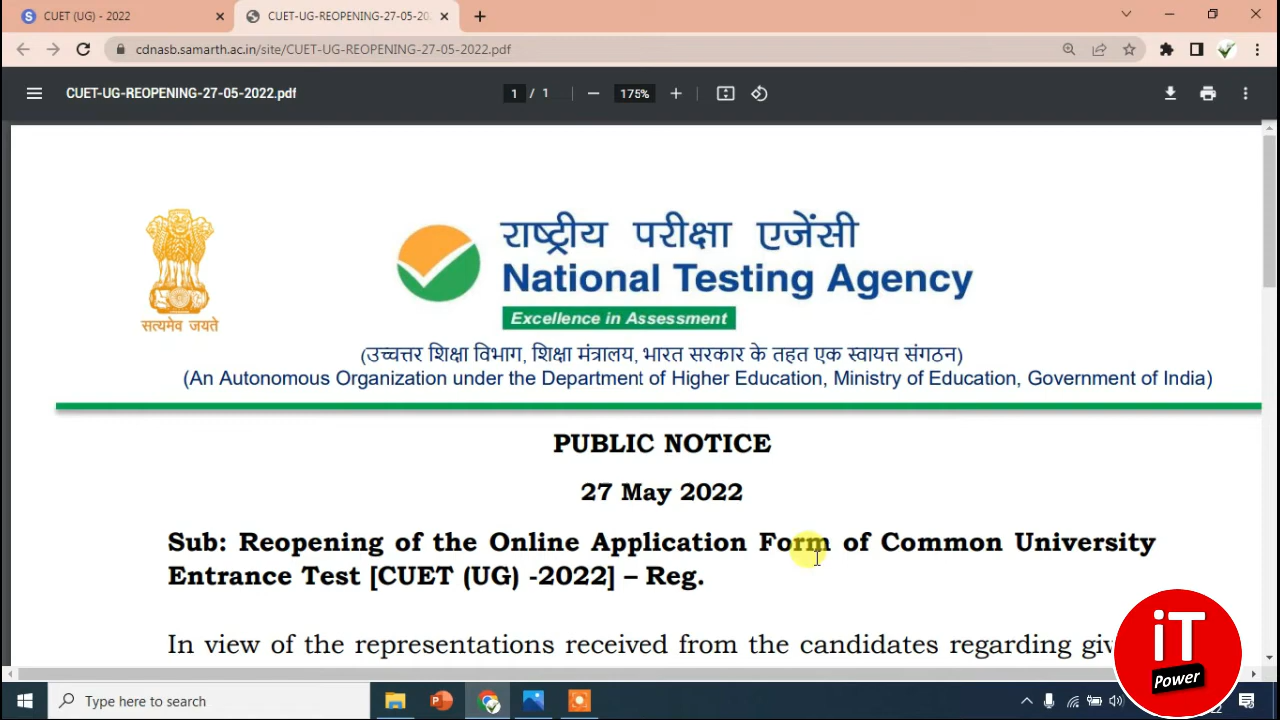 CUET (UG) - 2022
CUET-UG-REOPENING-27-05-202
cdnasb.samarth.ac.in/site/CUET-UG-REOPENING-27-05-2022.pdf
CUET-UG-REOPENING-27-05-2022.pdf
1 / 1
175%
सत्यमेव जयते
राष्ट्रीय परीक्षा एजेंसी
National Testing Agency
Excellence in Assessment
(उच्चत्तर शिक्षा विभाग, शिक्षा मंत्रालय, भारत सरकार के तहत एक स्वायत्त संगठन)
(An Autonomous Organization under the Department of Higher Education, Ministry of Education, Government of India)
PUBLIC NOTICE
27 May 2022
Sub: Reopening of the Online Application Form of Common University
Entrance Test [CUET (UG) -2022] – Reg.
In view of the representations received from the candidates regarding
iT
Power
Type here to search